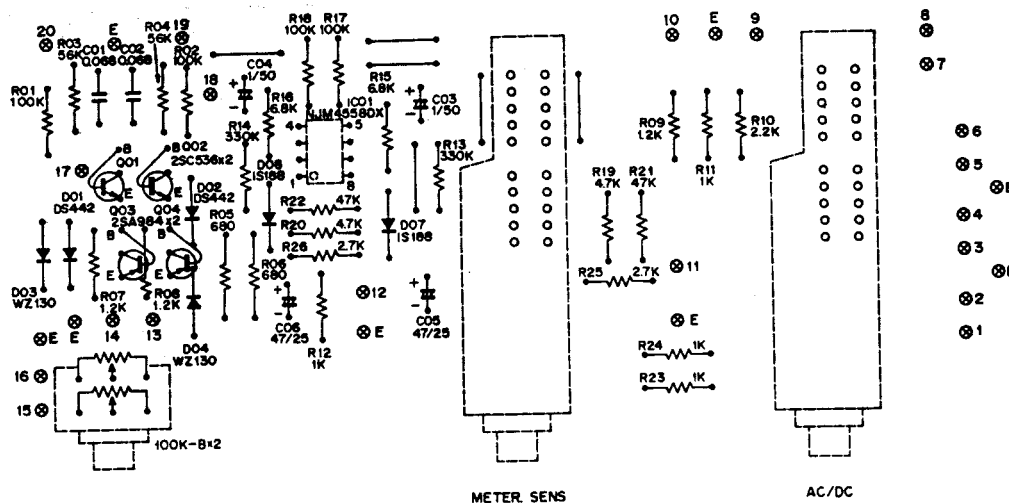 20
E
19
R03
56K
C01
0.068
C02
0.068
R04
56K
R02
100K
R01
100K
18
C04
1/50
+
-
R18
100K
R17
100K
R16
6.8K
IC01
NJM4558DX
4
5
1
8
R15
6.8K
C03
1/50
+
-
R14
330K
R13
330K
17
Q01
B
E
Q02
2SC536x2
B
E
D01
DS442
D02
DS442
D08
1S188
R22
47K
R20
4.7K
R26
2.7K
D07
1S188
Q03
Q04
2SA984x2
B
E
B
E
R05
680
R06
680
D03
WZ130
R07
1.2K
R08
1.2K
D04
WZ130
+
-
C06
47/25
R12
1K
12
E
+
-
C05
47/25
E
E
14
13
16
15
100K-Bx2
METER. SENS
10
E
9
R09
1.2K
R11
1K
R10
2.2K
R19
4.7K
R21
47K
11
R25
2.7K
E
R24
1K
R23
1K
AC/DC
8
7
6
5
E
4
3
E
2
1